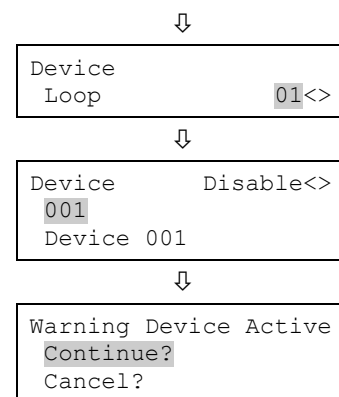 ⇩
Device
Loop 01<>
⇩
Device Disable<>
001
Device 001
⇩
Warning Device Active
Continue?
Cancel?